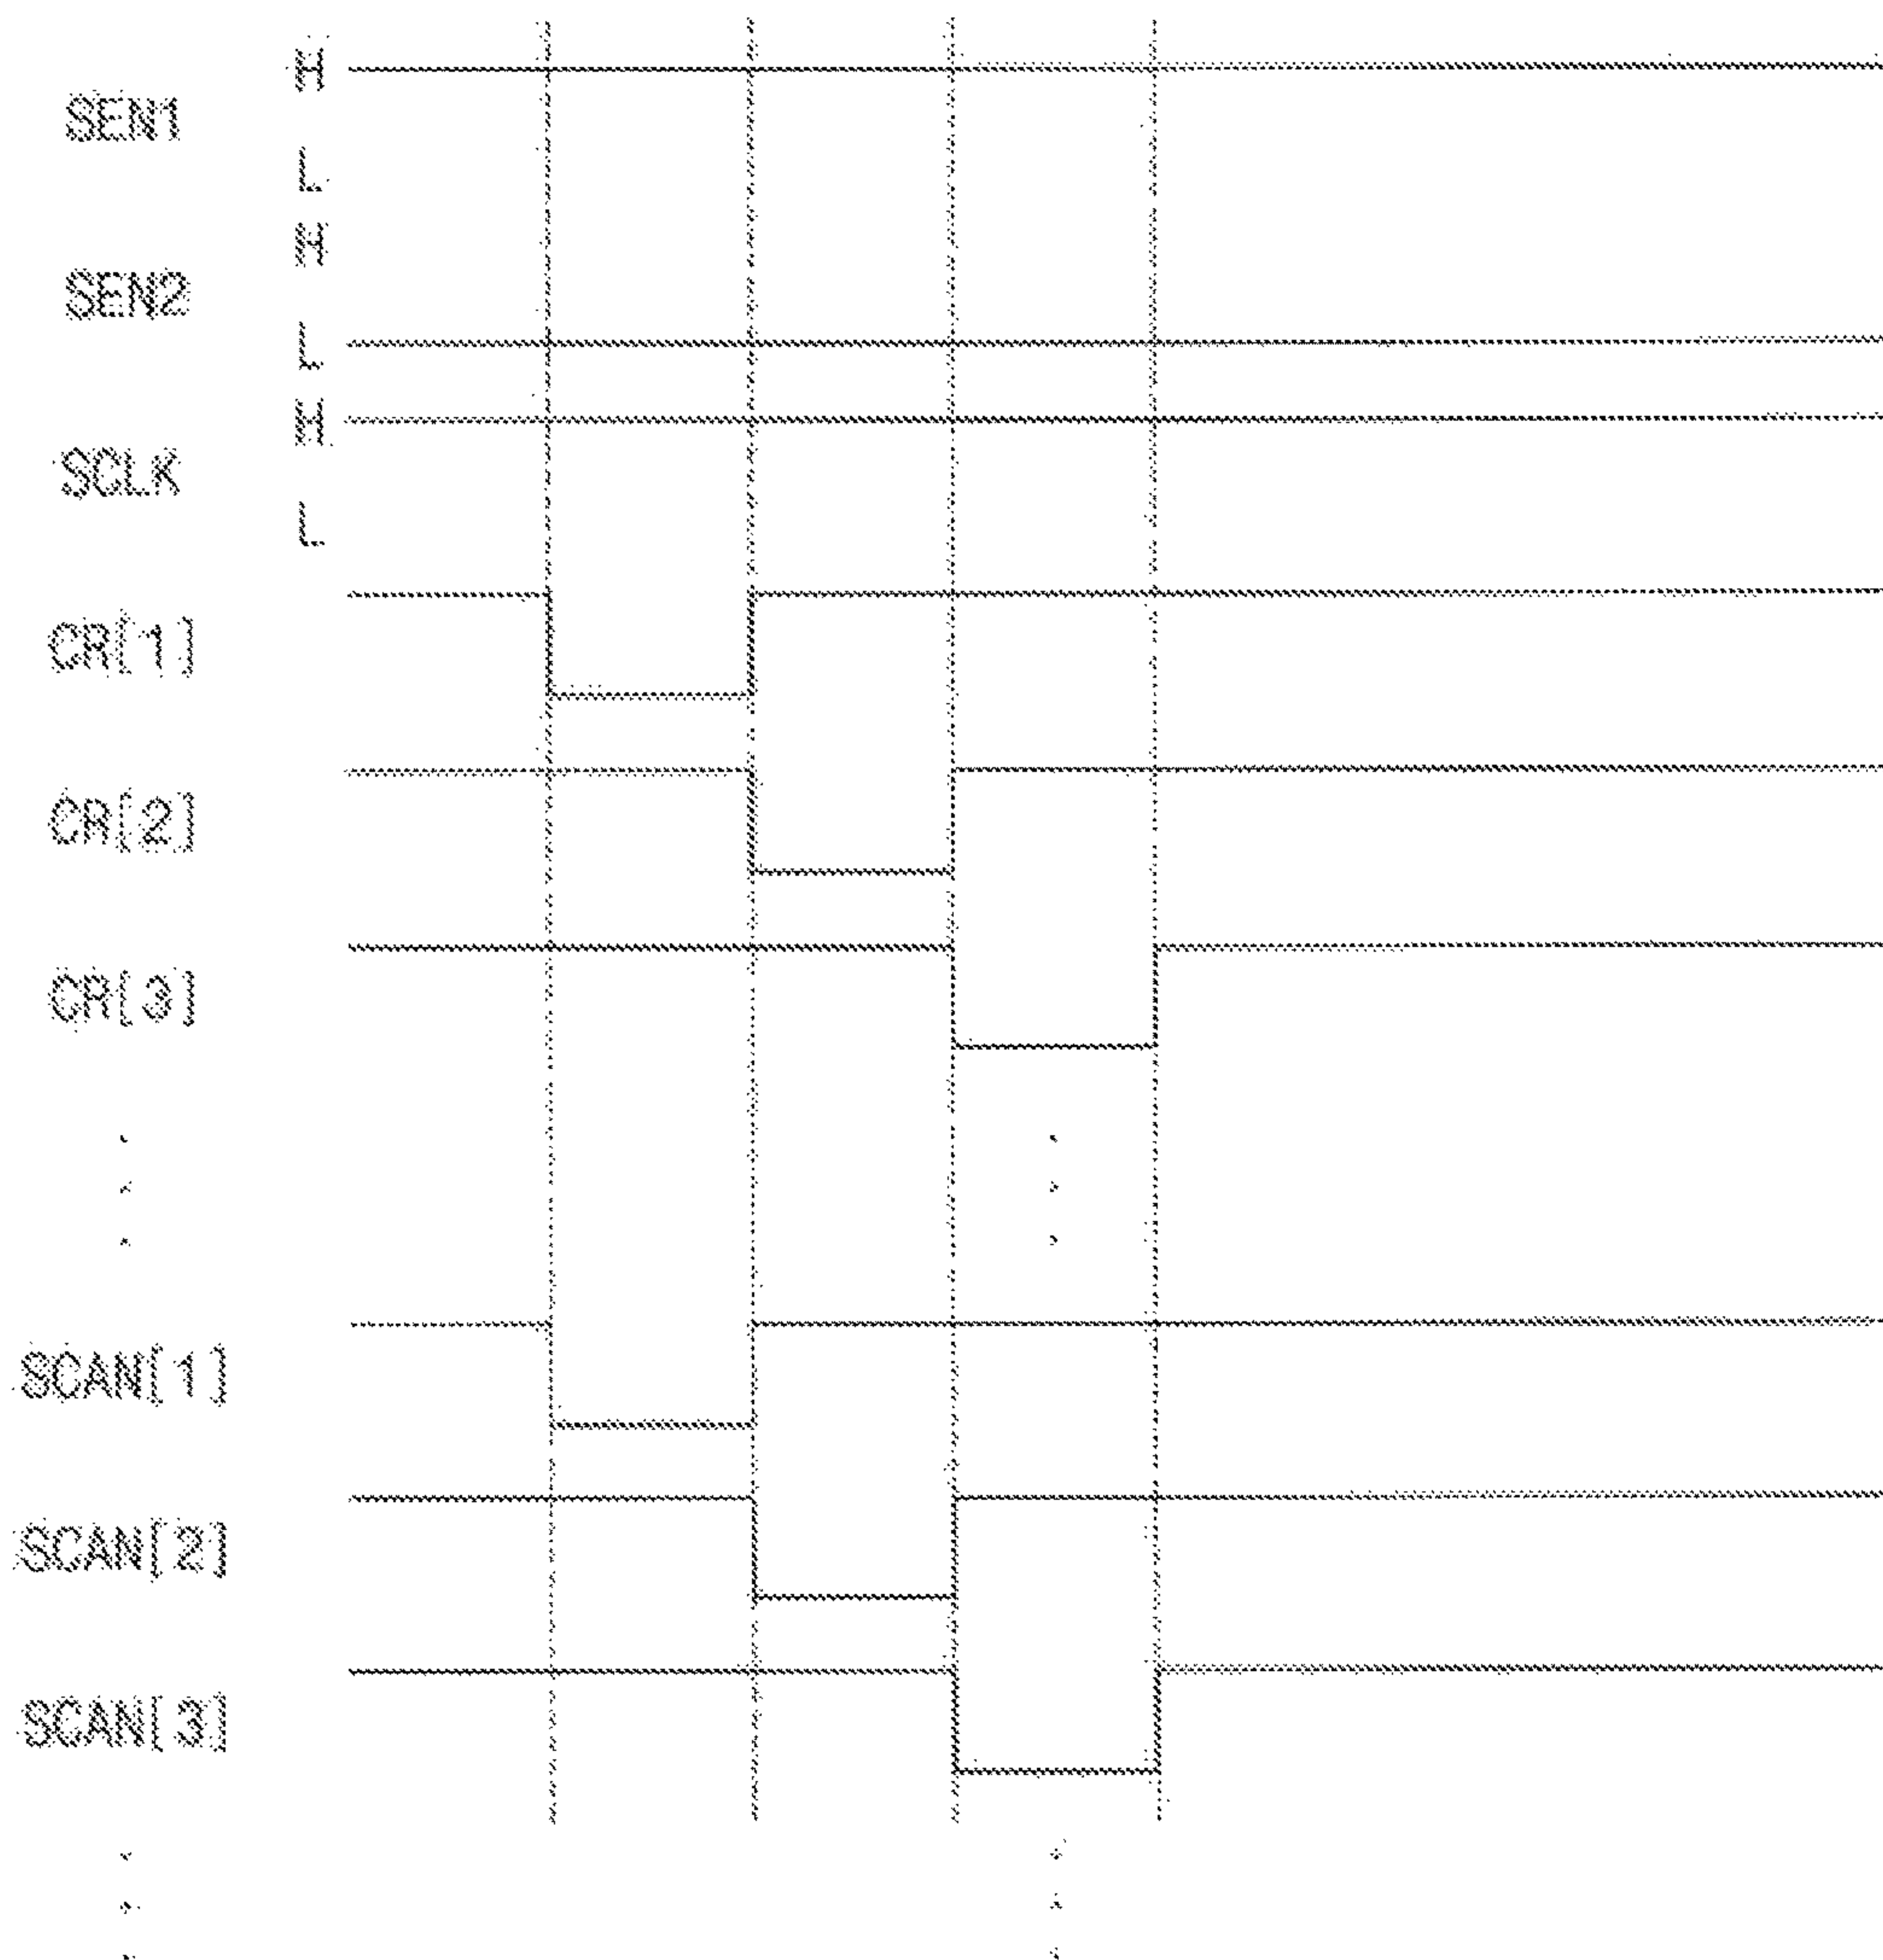 H
SEN1
L
H
SEN2
L
H
SCLK
L
CR[1]
CR[2]
CR[3]
SCAN[1]
SCAN[2]
SCAN[3]